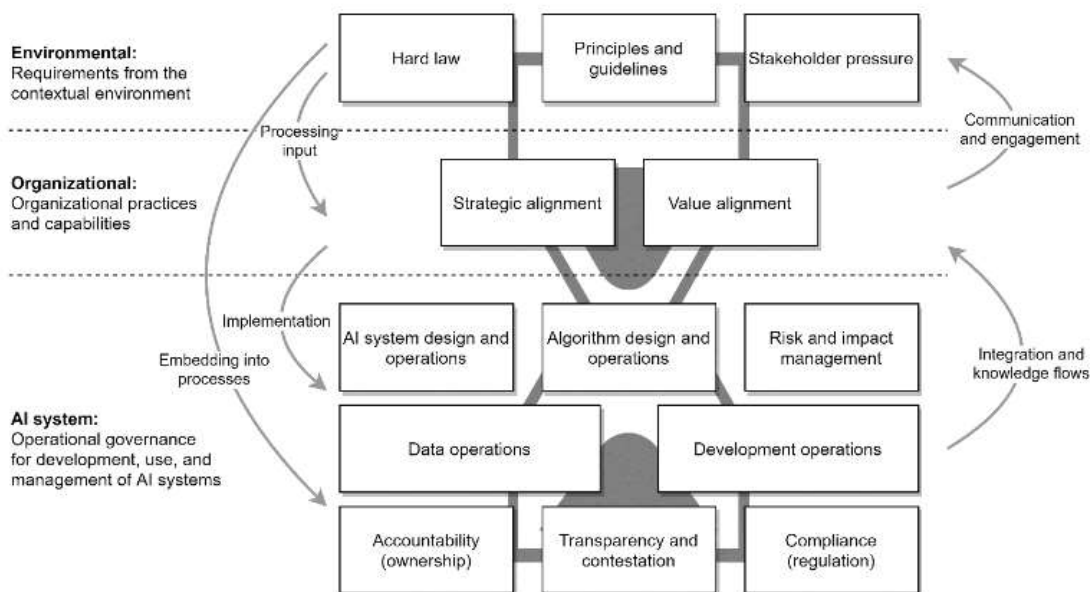 Environmental:
Requirements from the
contextual environment
Hard law
Principles and
guidelines
Stakeholder pressure
Processing
input
Communication
and engagement
Organizational:
Organizational practices
and capabilities
Strategic alignment
Value alignment
Implementation
Embedding into
processes
AI system design and
operations
Algorithm design and
operations
Risk and impact
management
Integration and
knowledge flows
AI system:
Operational governance
for development, use, and
management of AI systems
Data operations
Development operations
Accountability
(ownership)
Transparency and
contestation
Compliance
(regulation)